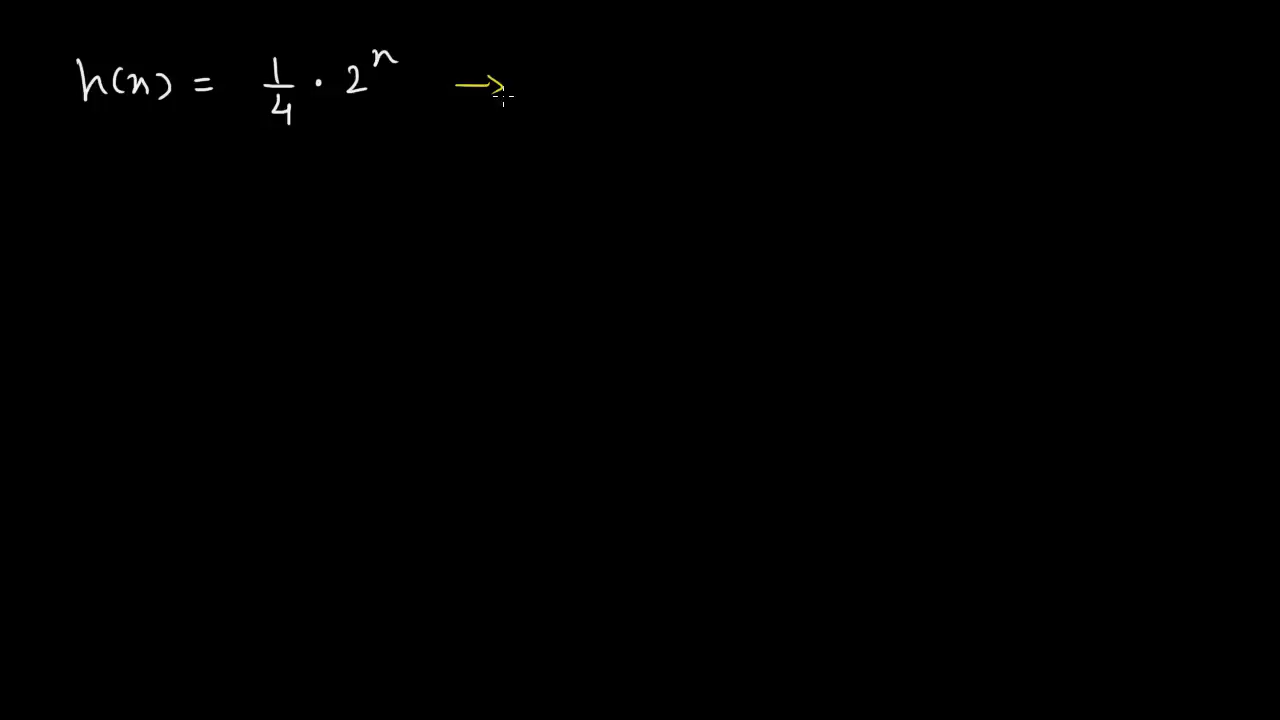 h(n) = 1/4 · 2^n →